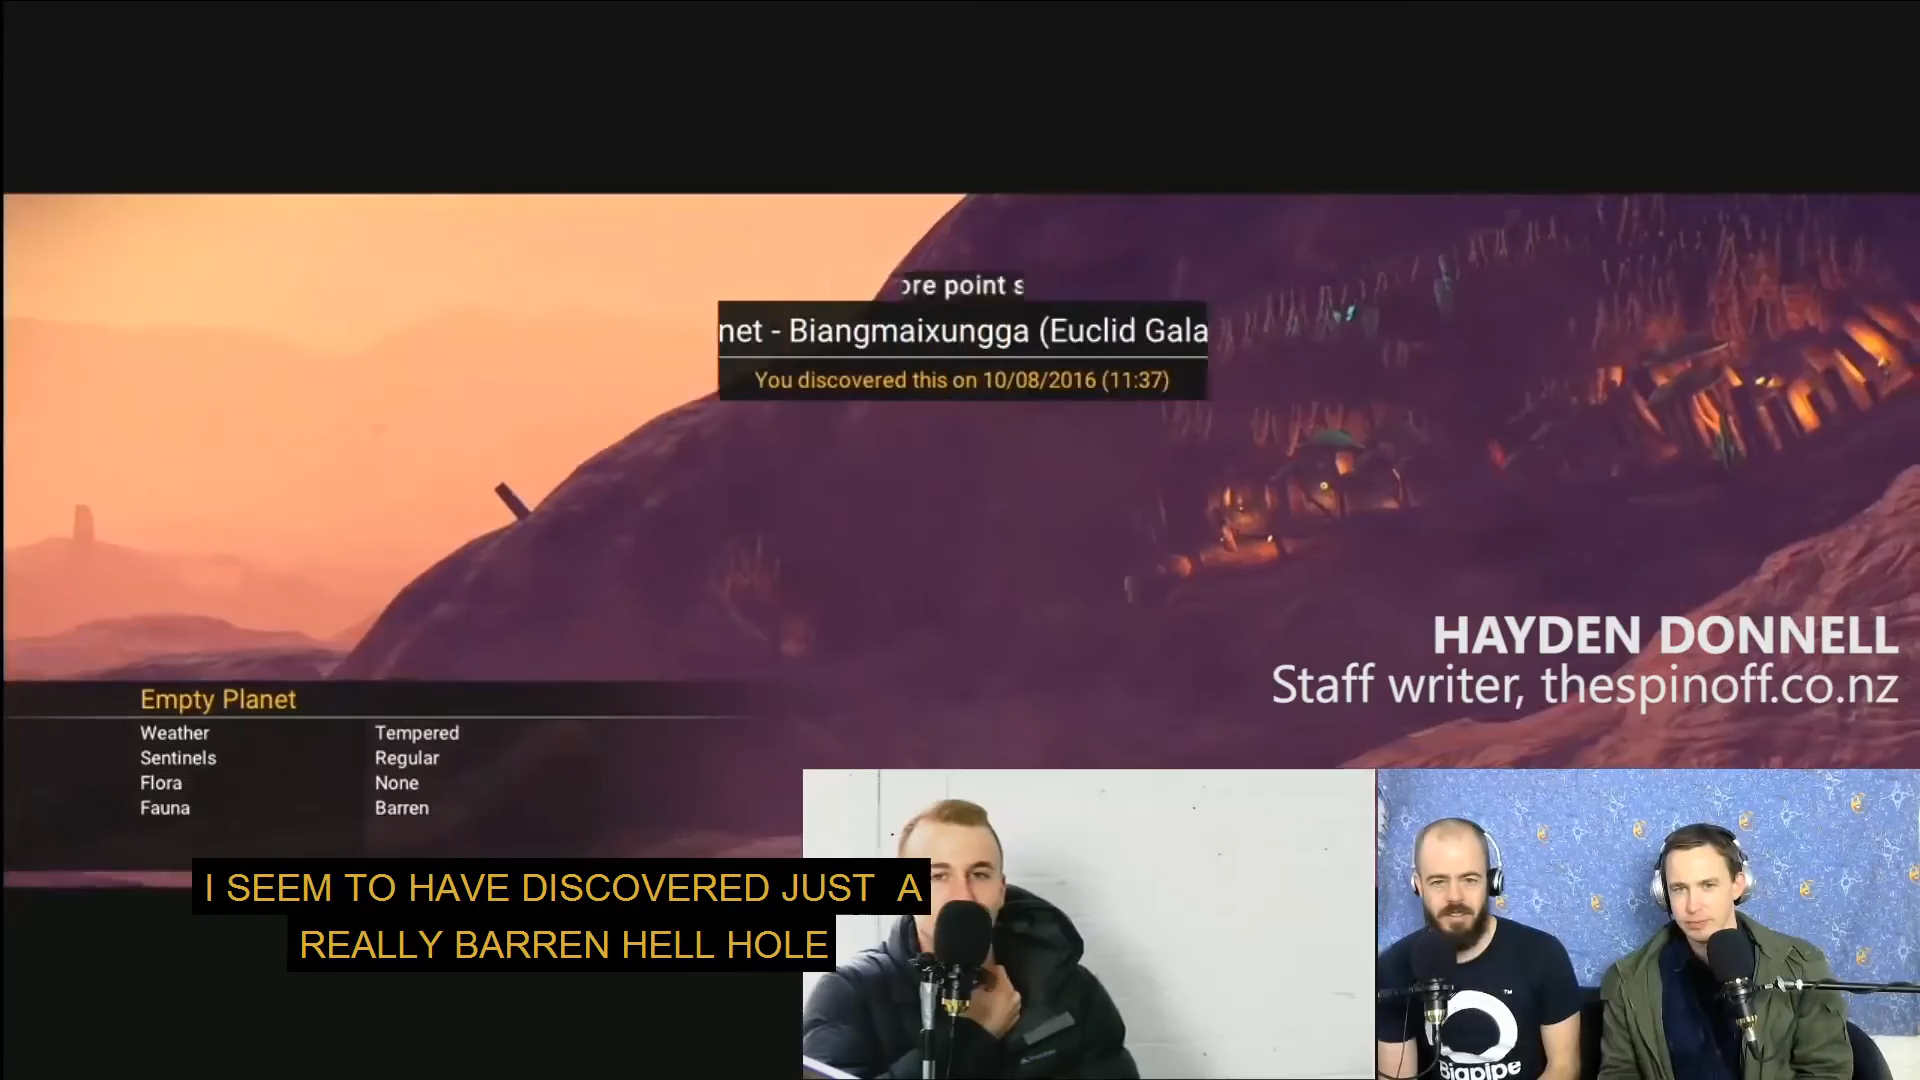 ore point s
net - Biangmaixungga (Euclid Gala
You discovered this on 10/08/2016 (11:37)
HAYDEN DONNELL
Staff writer, thespinoff.co.nz
Empty Planet
Weather Tempered
Sentinels Regular
Flora None
Fauna Barren
I SEEM TO HAVE DISCOVERED JUST A
REALLY BARREN HELL HOLE
TM
Bigpipe